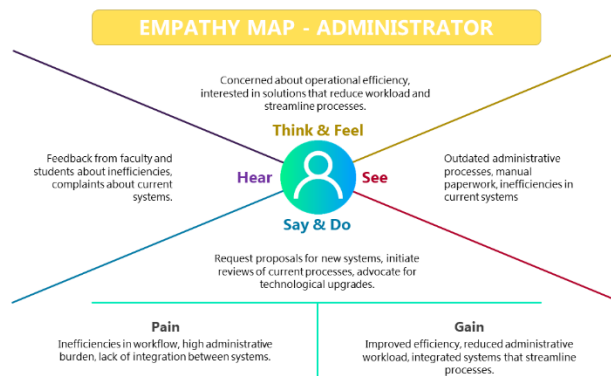 EMPATHY MAP - ADMINISTRATOR
Concerned about operational efficiency,
interested in solutions that reduce workload and
streamline processes.
Think & Feel
Feedback from faculty and
students about inefficiencies,
complaints about current
systems.
Hear
See
Outdated administrative
processes, manual
paperwork, inefficiencies in
current systems
Say & Do
Request proposals for new systems, initiate
reviews of current processes, advocate for
technological upgrades.
Pain
Inefficiencies in workflow, high administrative
burden, lack of integration between systems.
Gain
Improved efficiency, reduced administrative
workload, integrated systems that streamline
processes.